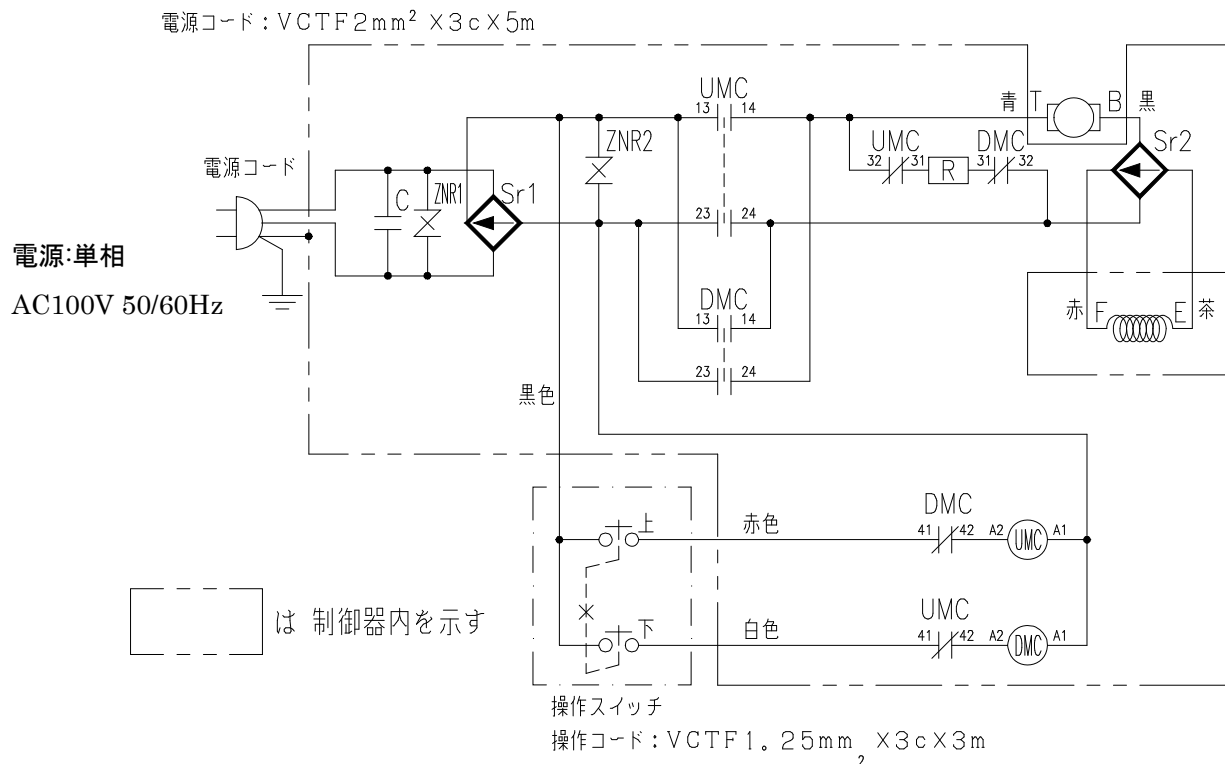 電源コード：VCTF2mm² ×3c×5m
UMC
13 14
青 T B 黒
ZNR2
UMC DMC
32 31 R 31 32
Sr2
電源コード
C ZNR1 Sr1
23 24
電源:単相
AC100V 50/60Hz
DMC
13 14
赤 F E 茶
23 24
黒色
DMC
上 赤色 41 42 A2 UMC A1
は 制御器内を示す
UMC
下 白色 41 42 A2 DMC A1
操作スイッチ
操作コード：VCTF1。25mm₂ ×3c×3m